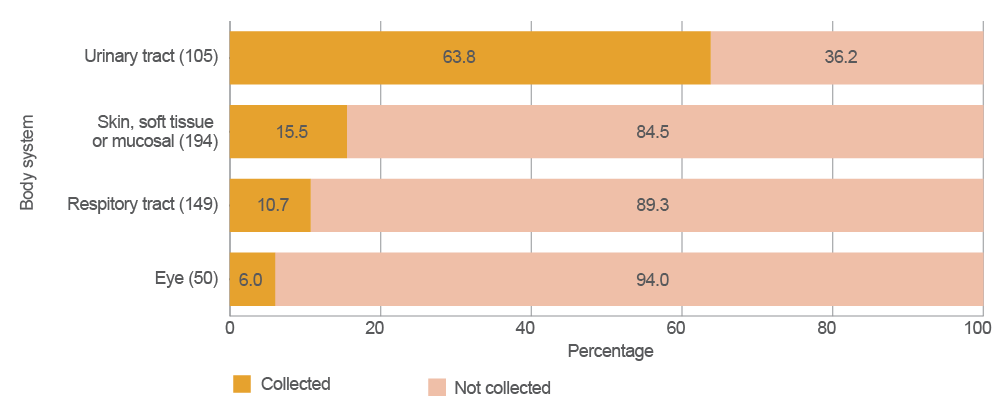 Urinary tract (105)
63.8
36.2
Skin, soft tissue
or mucosal (194)
15.5
84.5
Respitory tract (149)
10.7
89.3
Eye (50)
6.0
94.0
Body system
0
20
40
60
80
100
Percentage
Collected
Not collected